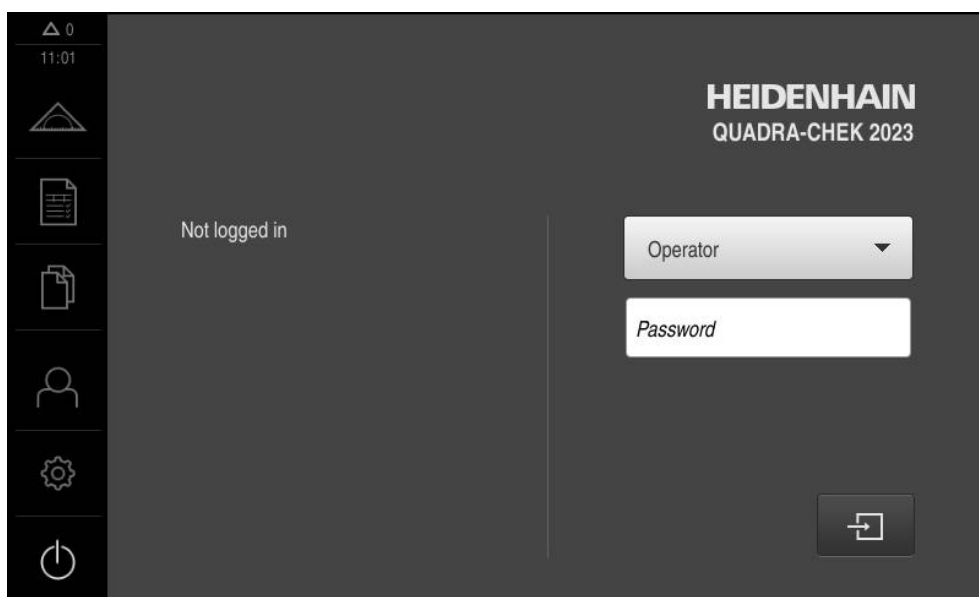 0
11:01
HEIDENHAIN
QUADRA-CHEK 2023
Not logged in
Operator
Password